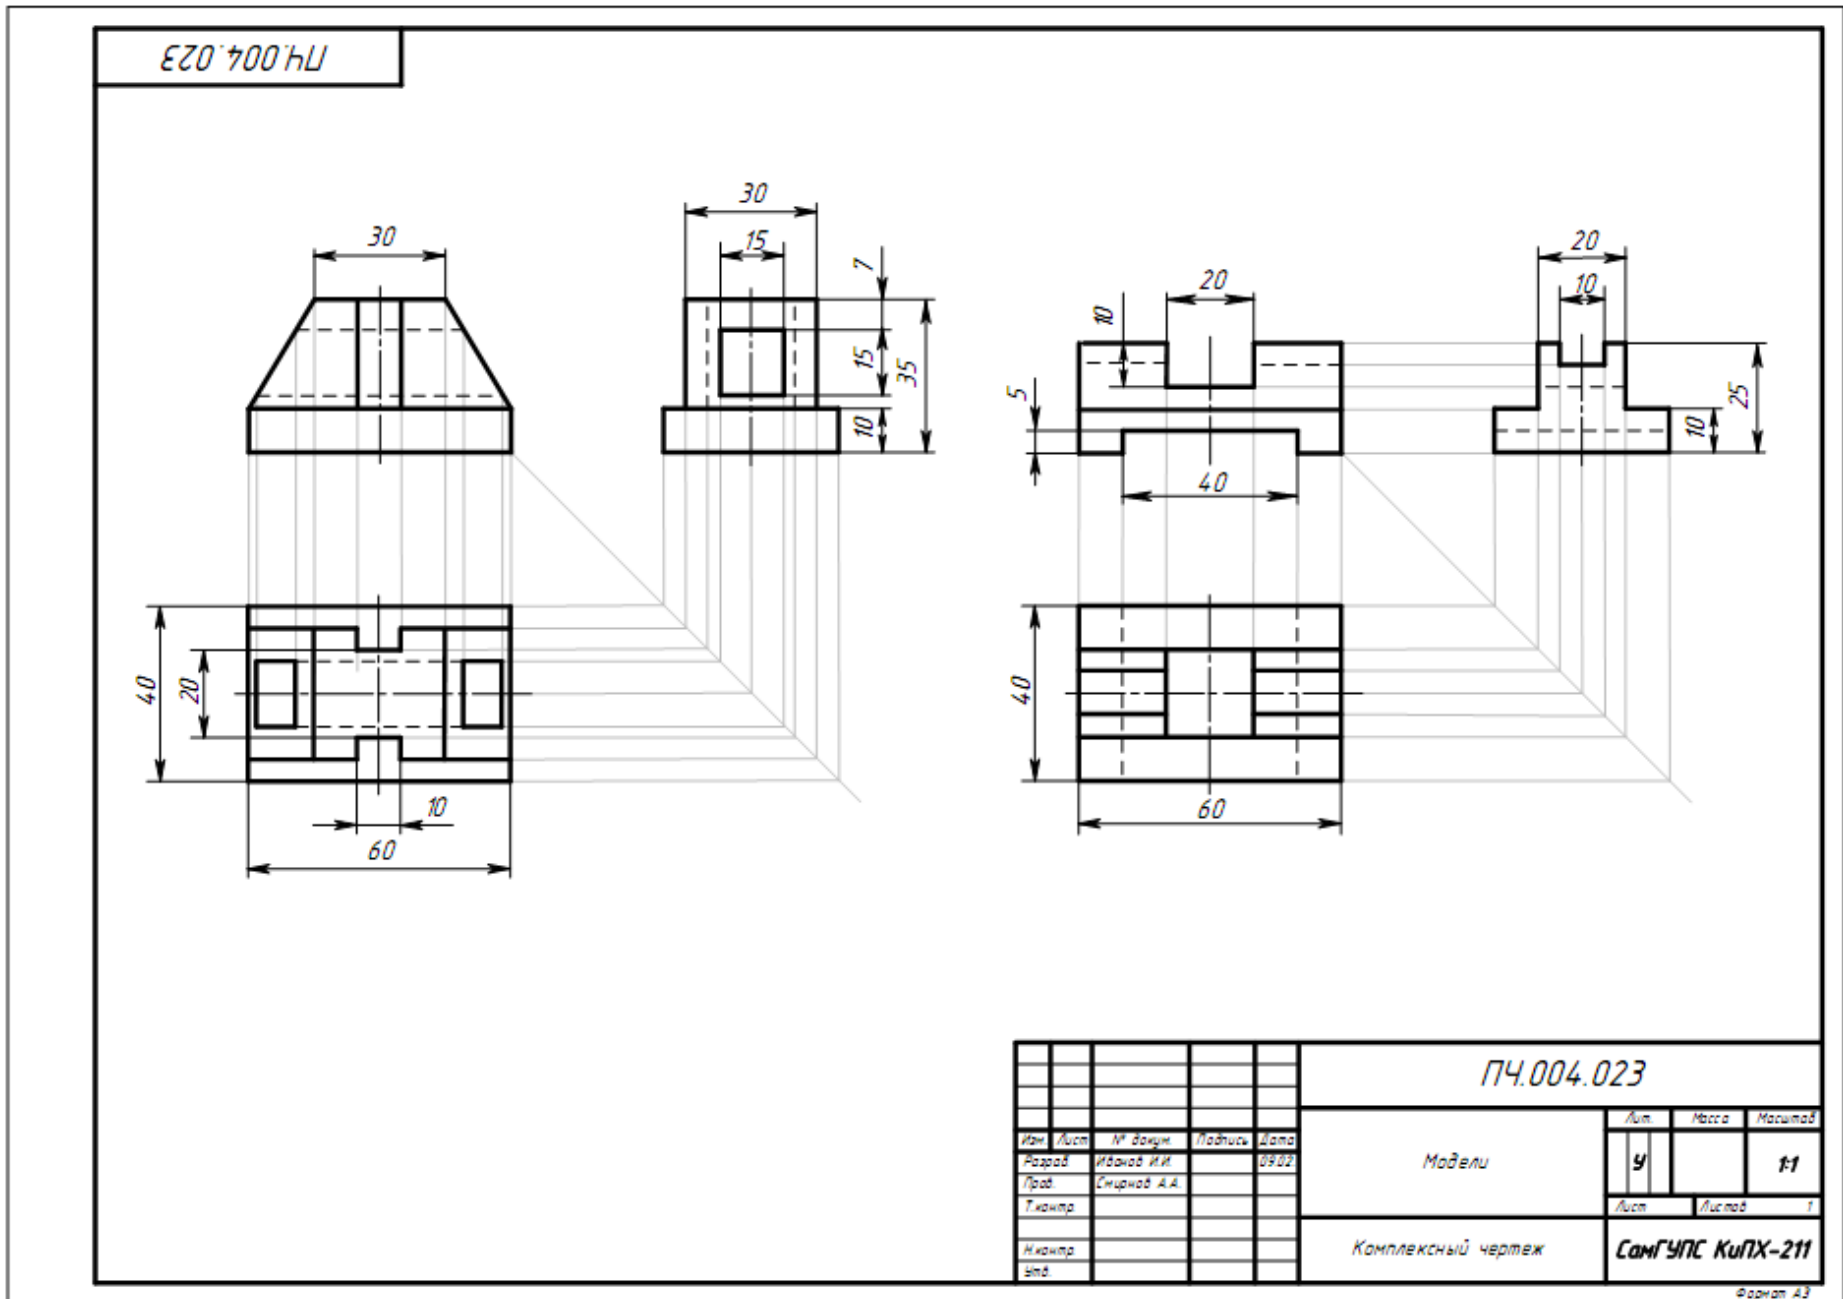 ПЧ.004.023
30
30
15
7
15
35
10
40
20
10
60
20
10
5
40
20
10
25
10
40
60
ПЧ.004.023
Лит. Масса Масштаб
Изм. Лист № докум. Подпись Дата
Разраб. Иванов И.И. 09.02.
Пров. Смирнов А.А.
Т.контр.
Н.контр.
Утв.
Модели
У 1:1
Лист Листов 1
Комплексный чертеж
СамГУПС КиПХ-211
Формат А3